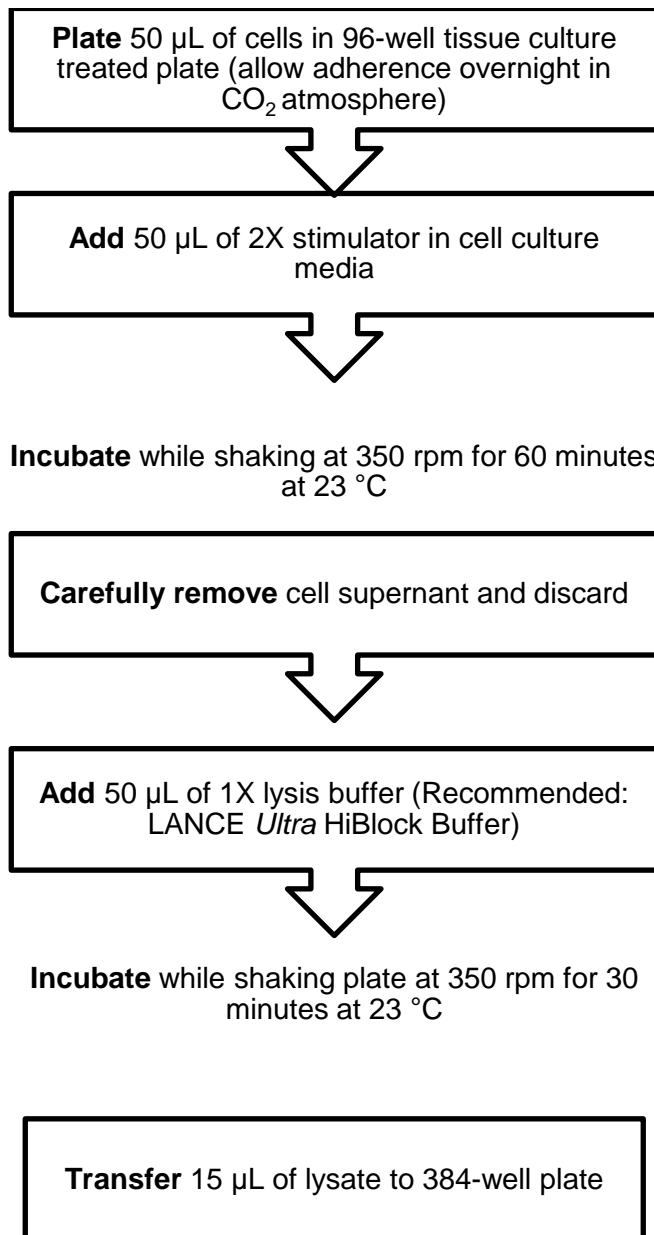 Plate 50 µL of cells in 96-well tissue culture
treated plate (allow adherence overnight in
CO₂ atmosphere)
Add 50 µL of 2X stimulator in cell culture
media
Incubate while shaking at 350 rpm for 60 minutes
at 23 °C
Carefully remove cell supernant and discard
Add 50 µL of 1X lysis buffer (Recommended:
LANCE Ultra HiBlock Buffer)
Incubate while shaking plate at 350 rpm for 30
minutes at 23 °C
Transfer 15 µL of lysate to 384-well plate